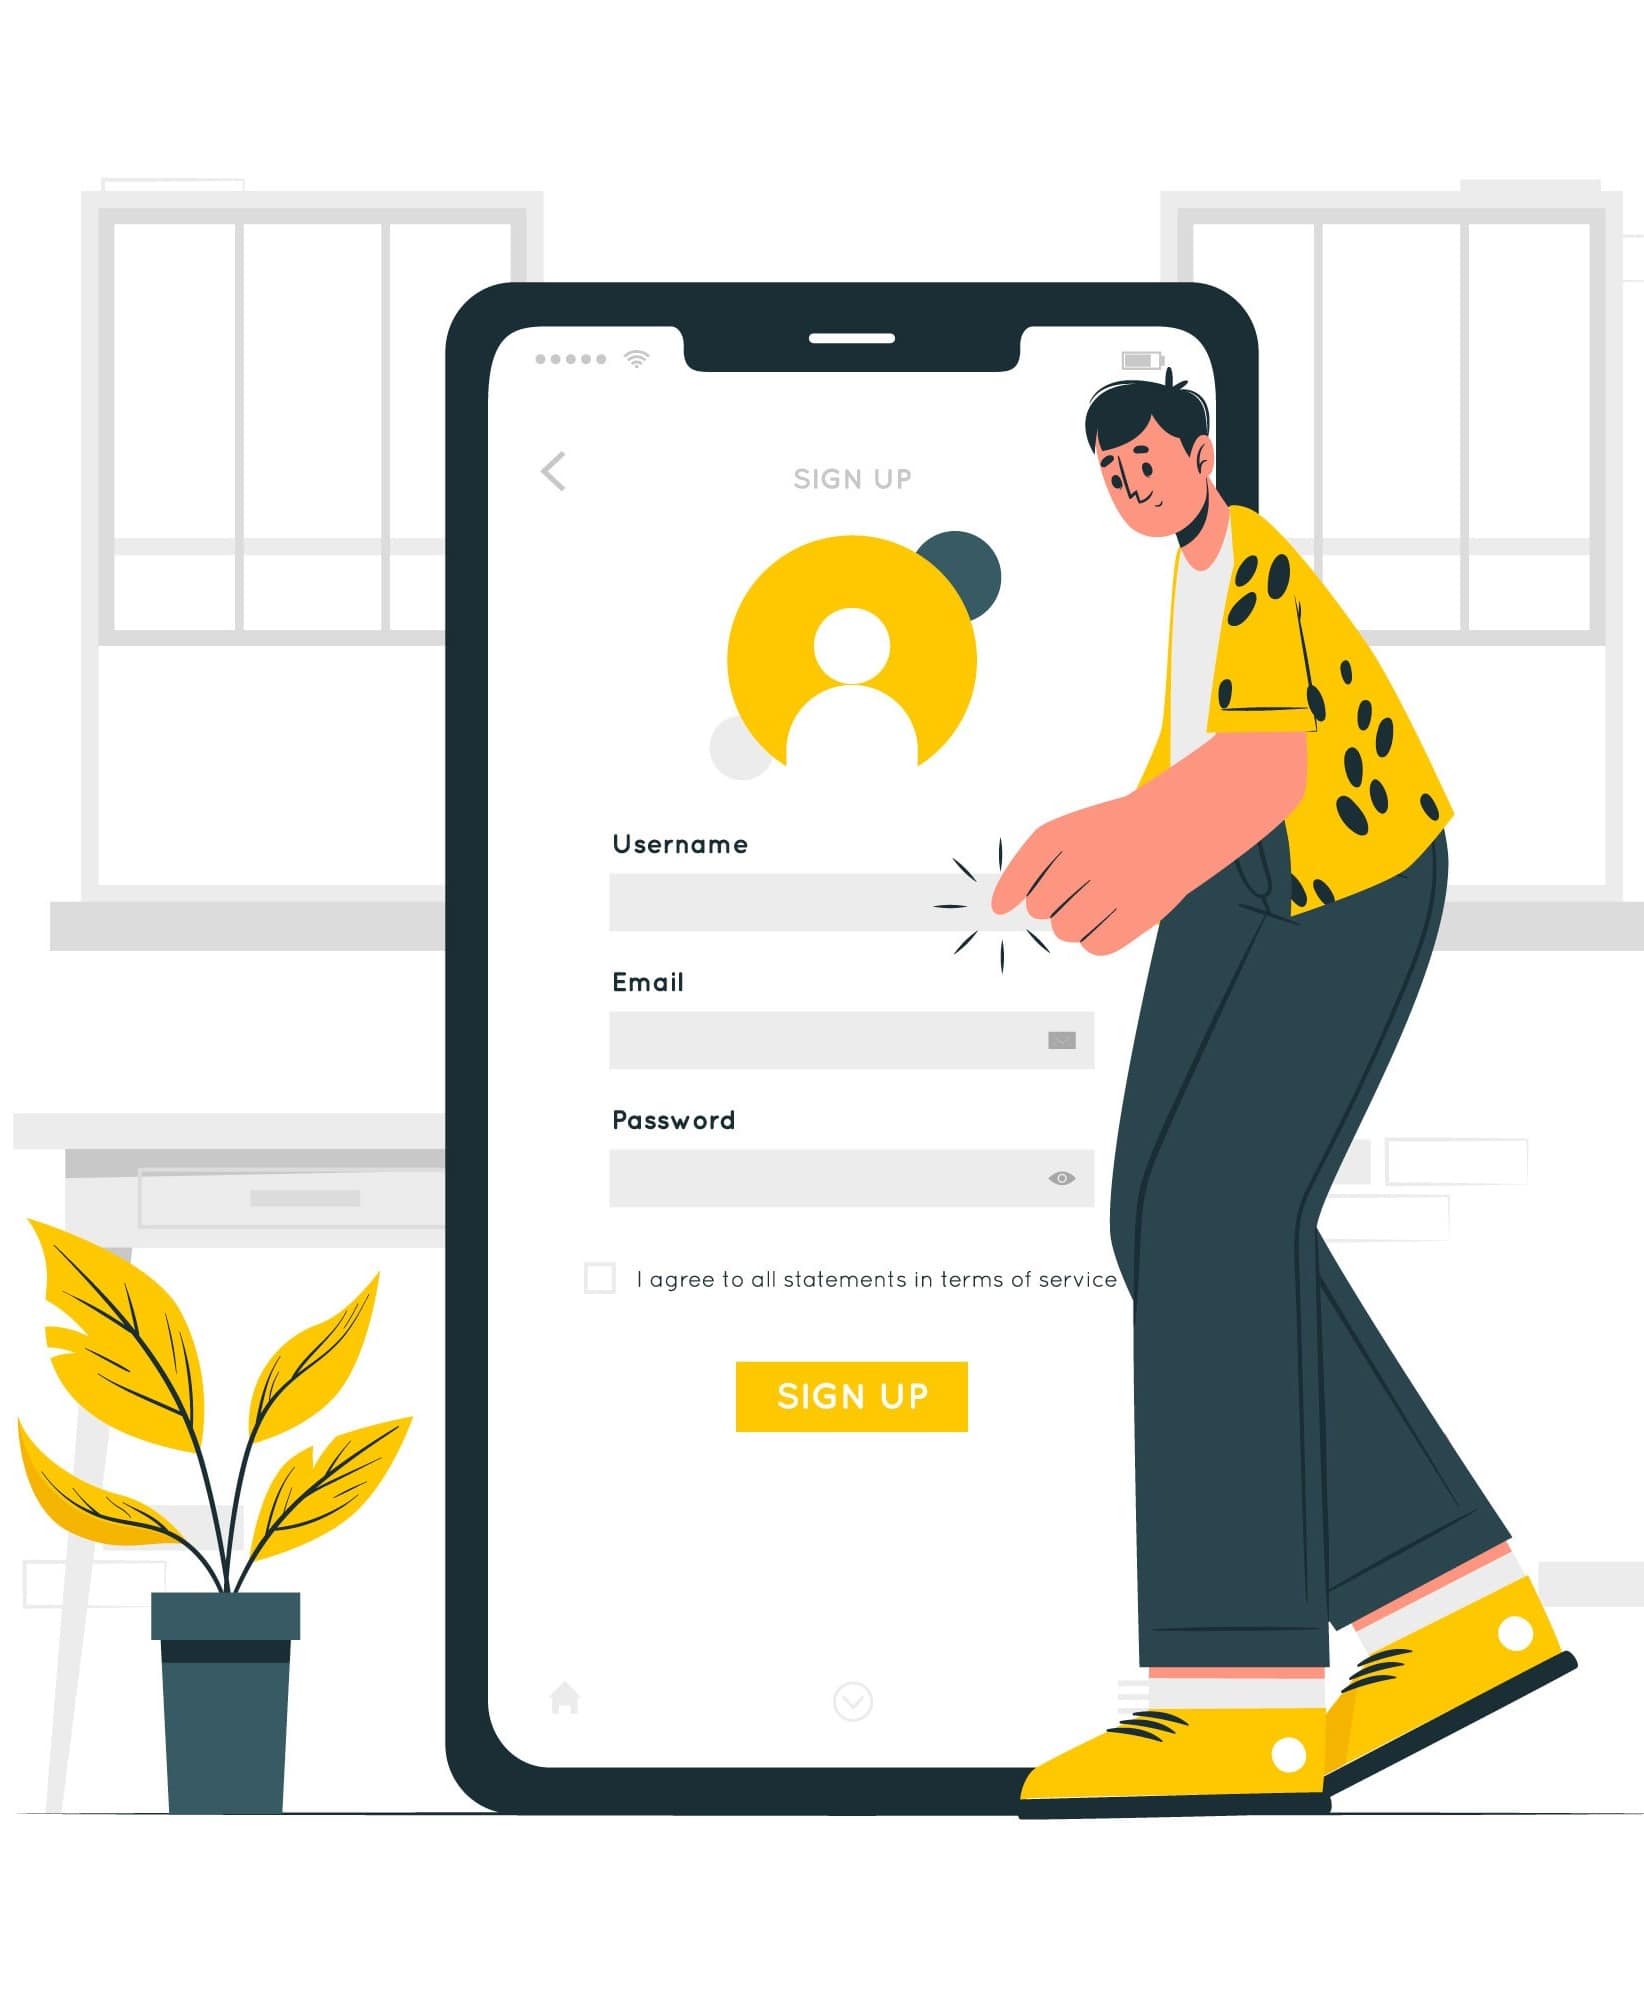 SIGN UP
Username
Email
Password
I agree to all statements in terms of service
SIGN UP